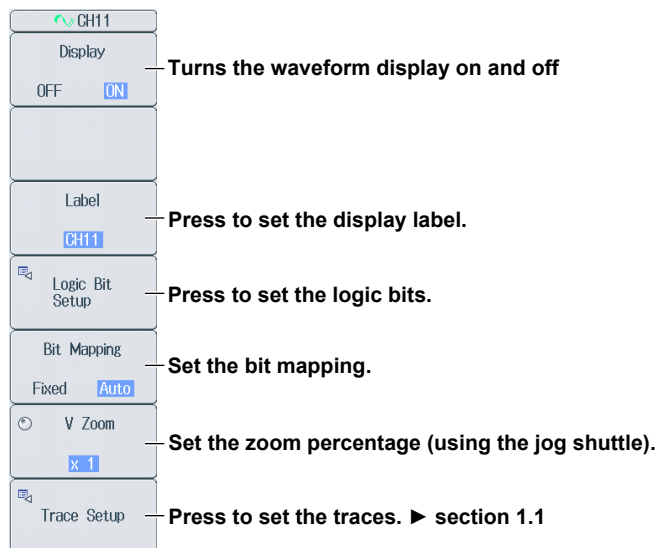 CH11
Display
OFF ON
Turns the waveform display on and off
Label
CH11
Press to set the display label.
Logic Bit
Setup
Press to set the logic bits.
Bit Mapping
Fixed Auto
Set the bit mapping.
V Zoom
x 1
Set the zoom percentage (using the jog shuttle).
Trace Setup
Press to set the traces. ► section 1.1